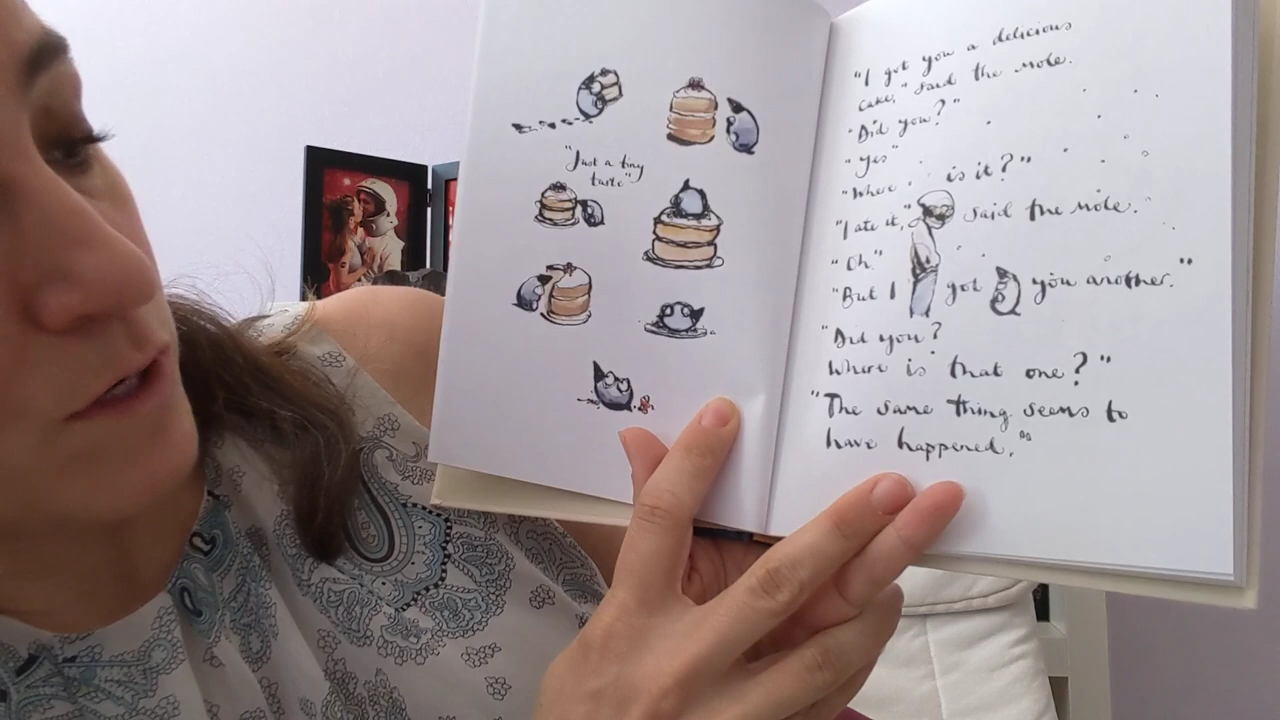 "Just a tiny
taste"
"I got you a delicious
cake," said the mole.
"Did you?"
"Yes"
"Where is it?"
"I ate it," said the mole.
"Oh."
"But I got you another."
"Did you?
Where is that one?"
"The same thing seems to
have happened."